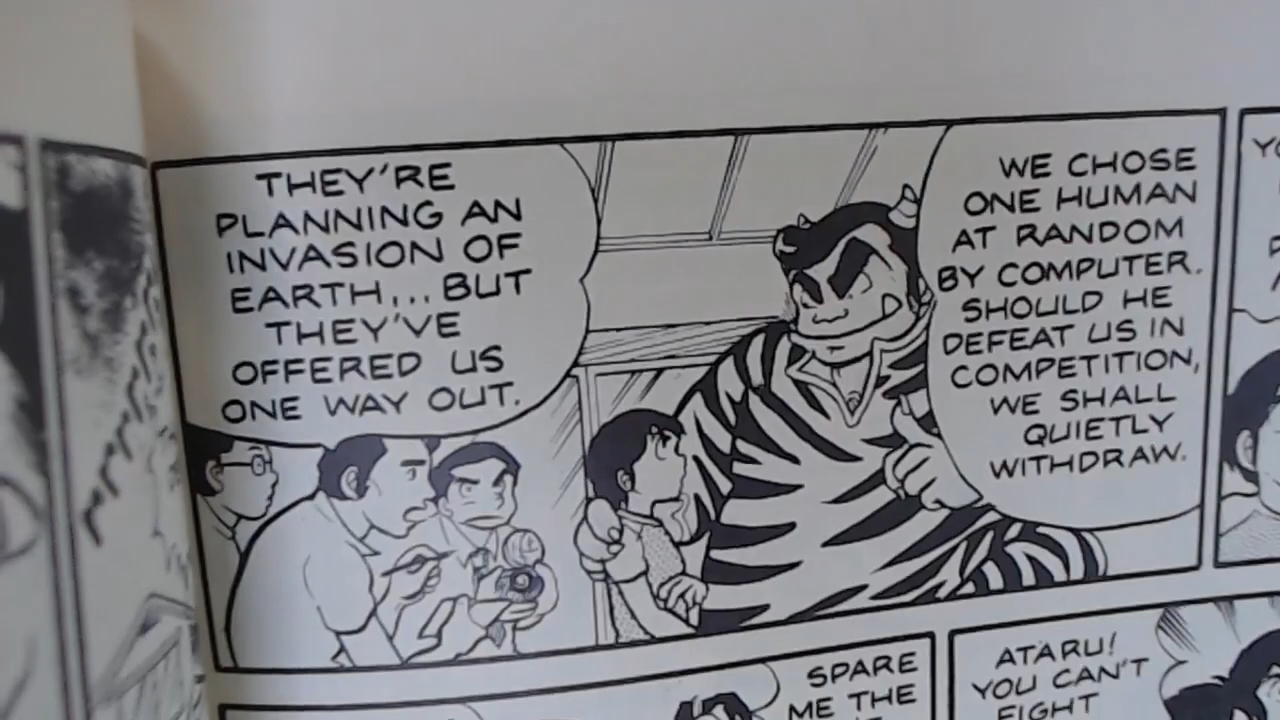 THEY'RE
PLANNING AN
INVASION OF
EARTH... BUT
THEY'VE
OFFERED US
ONE WAY OUT.
WE CHOSE
ONE HUMAN
AT RANDOM
BY COMPUTER.
SHOULD HE
DEFEAT US IN
COMPETITION,
WE SHALL
QUIETLY
WITHDRAW.
SPARE
ME THE
ATARU!
YOU CAN'T
FIGHT